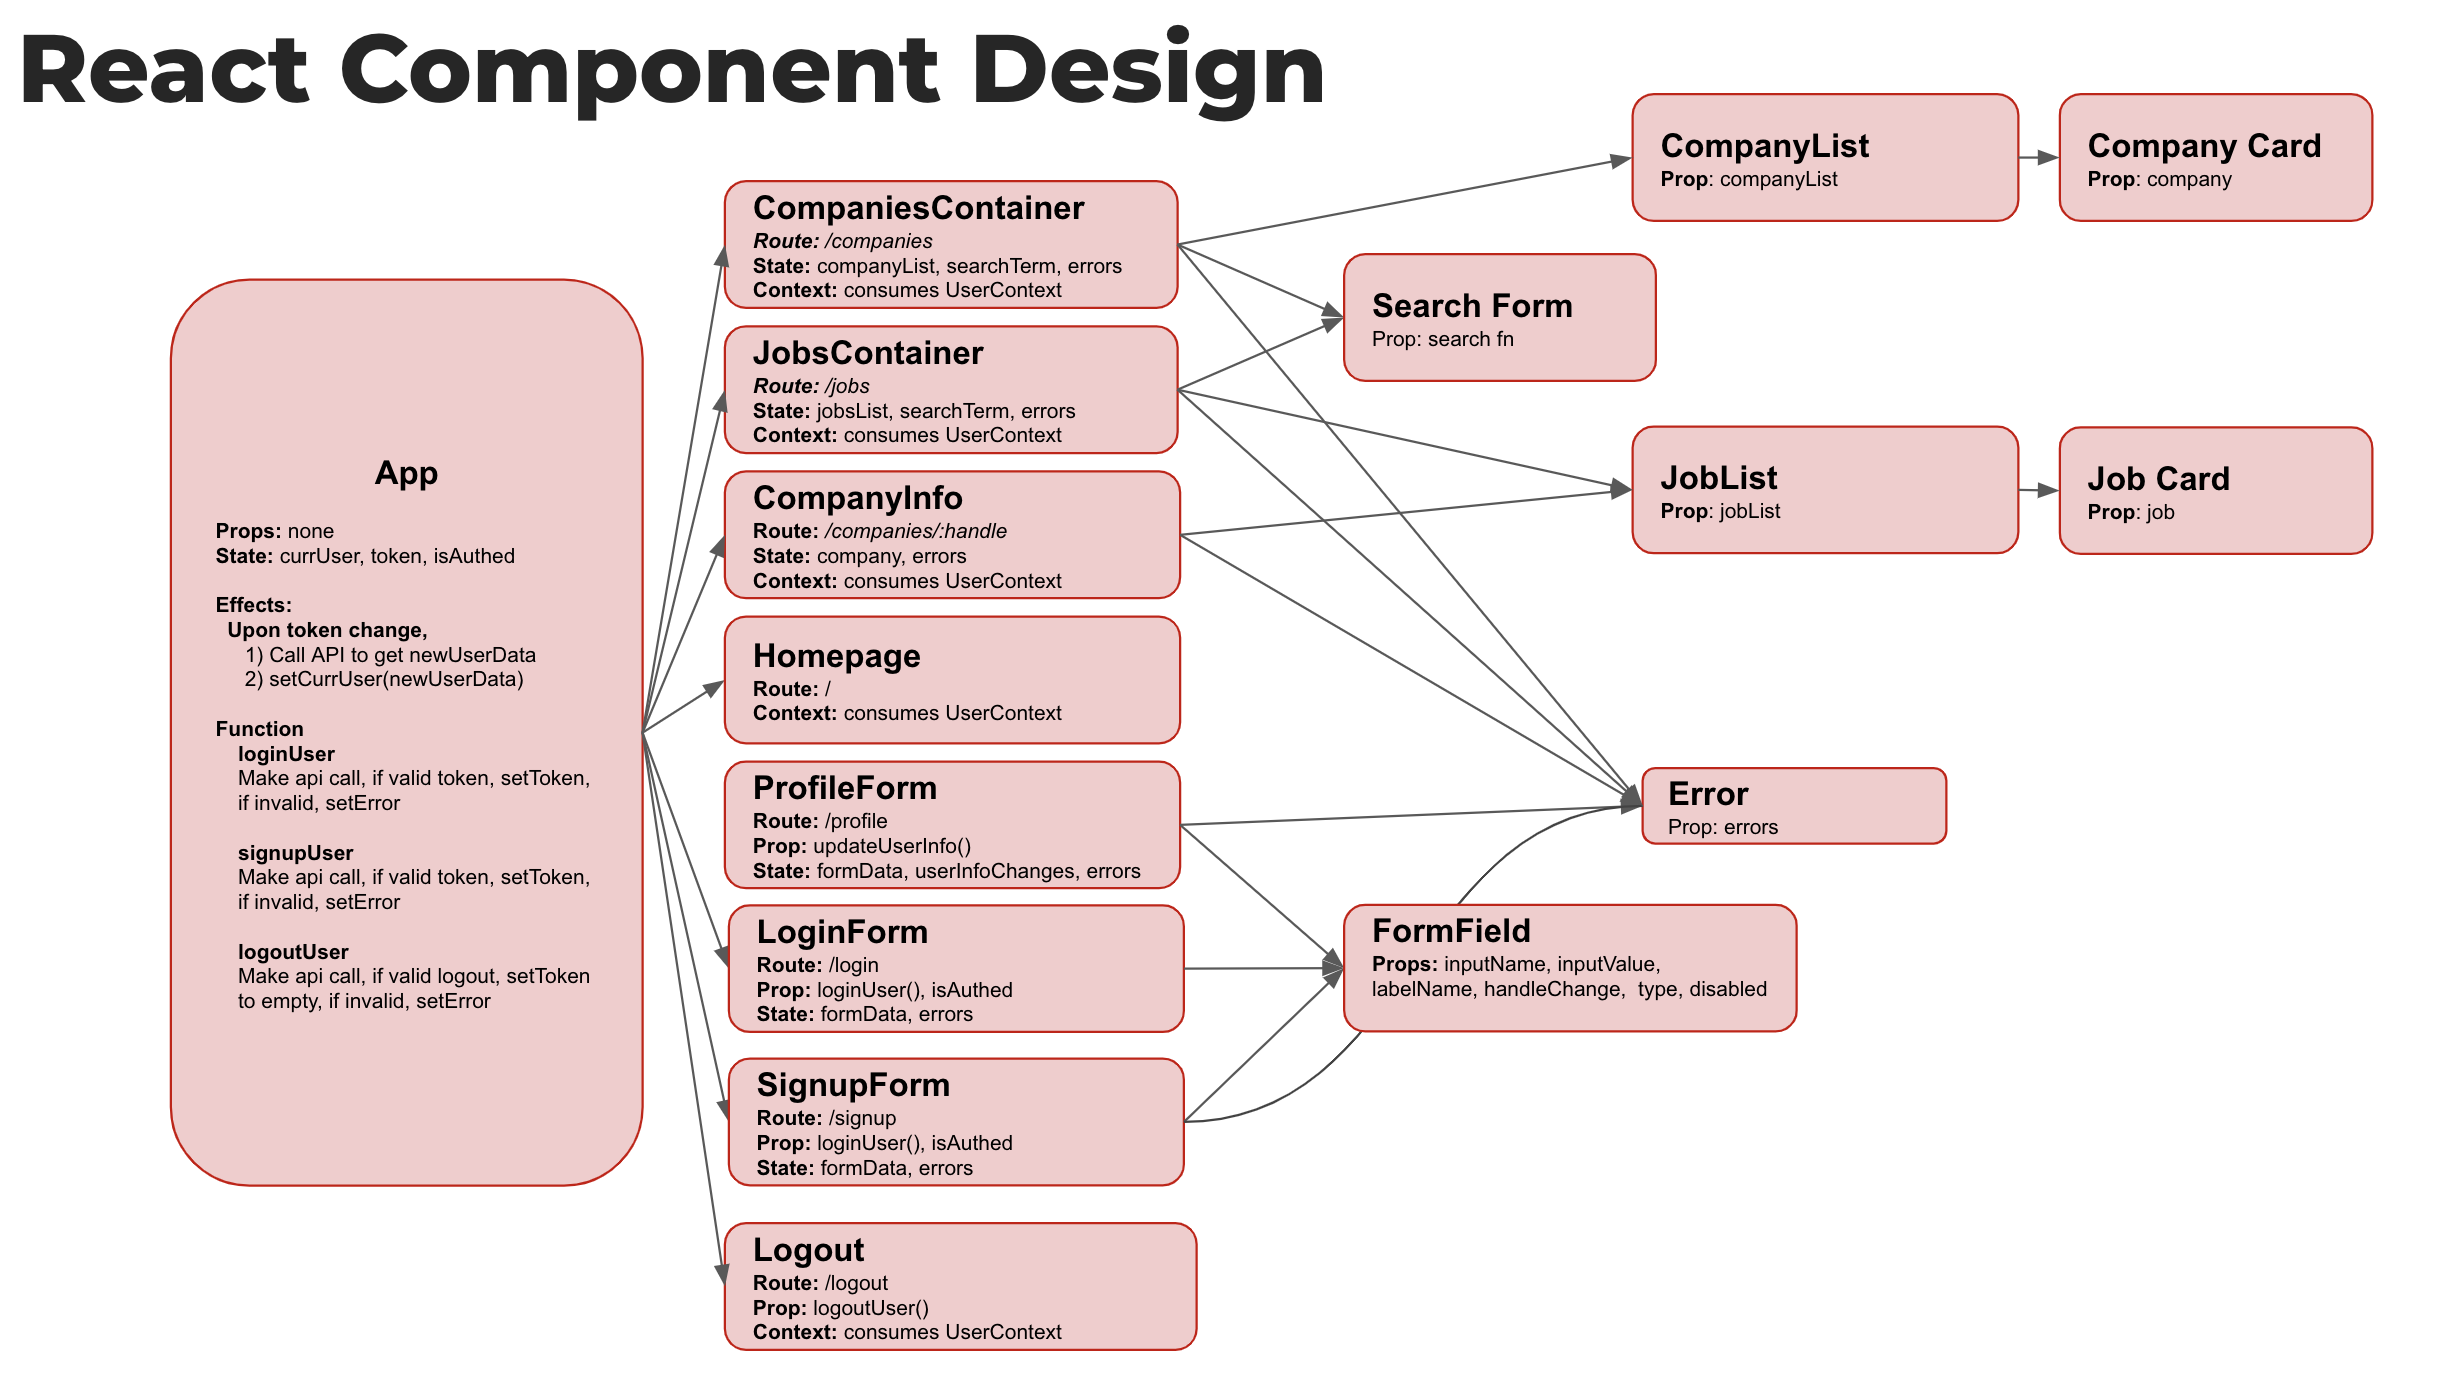 React Component Design
App
Props: none
State: currUser, token, isAuthed
Effects:
Upon token change,
1) Call API to get newUserData
2) setCurrUser(newUserData)
Function
loginUser
Make api call, if valid token, setToken,
if invalid, setError
signupUser
Make api call, if valid token, setToken,
if invalid, setError
logoutUser
Make api call, if valid logout, setToken
to empty, if invalid, setError
CompaniesContainer
Route: /companies
State: companyList, searchTerm, errors
Context: consumes UserContext
JobsContainer
Route: /jobs
State: jobsList, searchTerm, errors
Context: consumes UserContext
CompanyInfo
Route: /companies/:handle
State: company, errors
Context: consumes UserContext
Homepage
Route: /
Context: consumes UserContext
ProfileForm
Route: /profile
Prop: updateUserInfo()
State: formData, userInfoChanges, errors
LoginForm
Route: /login
Prop: loginUser(), isAuthed
State: formData, errors
SignupForm
Route: /signup
Prop: loginUser(), isAuthed
State: formData, errors
Logout
Route: /logout
Prop: logoutUser()
Context: consumes UserContext
CompanyList
Prop: companyList
Company Card
Prop: company
Search Form
Prop: search fn
JobList
Prop: jobList
Job Card
Prop: job
Error
Prop: errors
FormField
Props: inputName, inputValue,
labelName, handleChange,  type, disabled